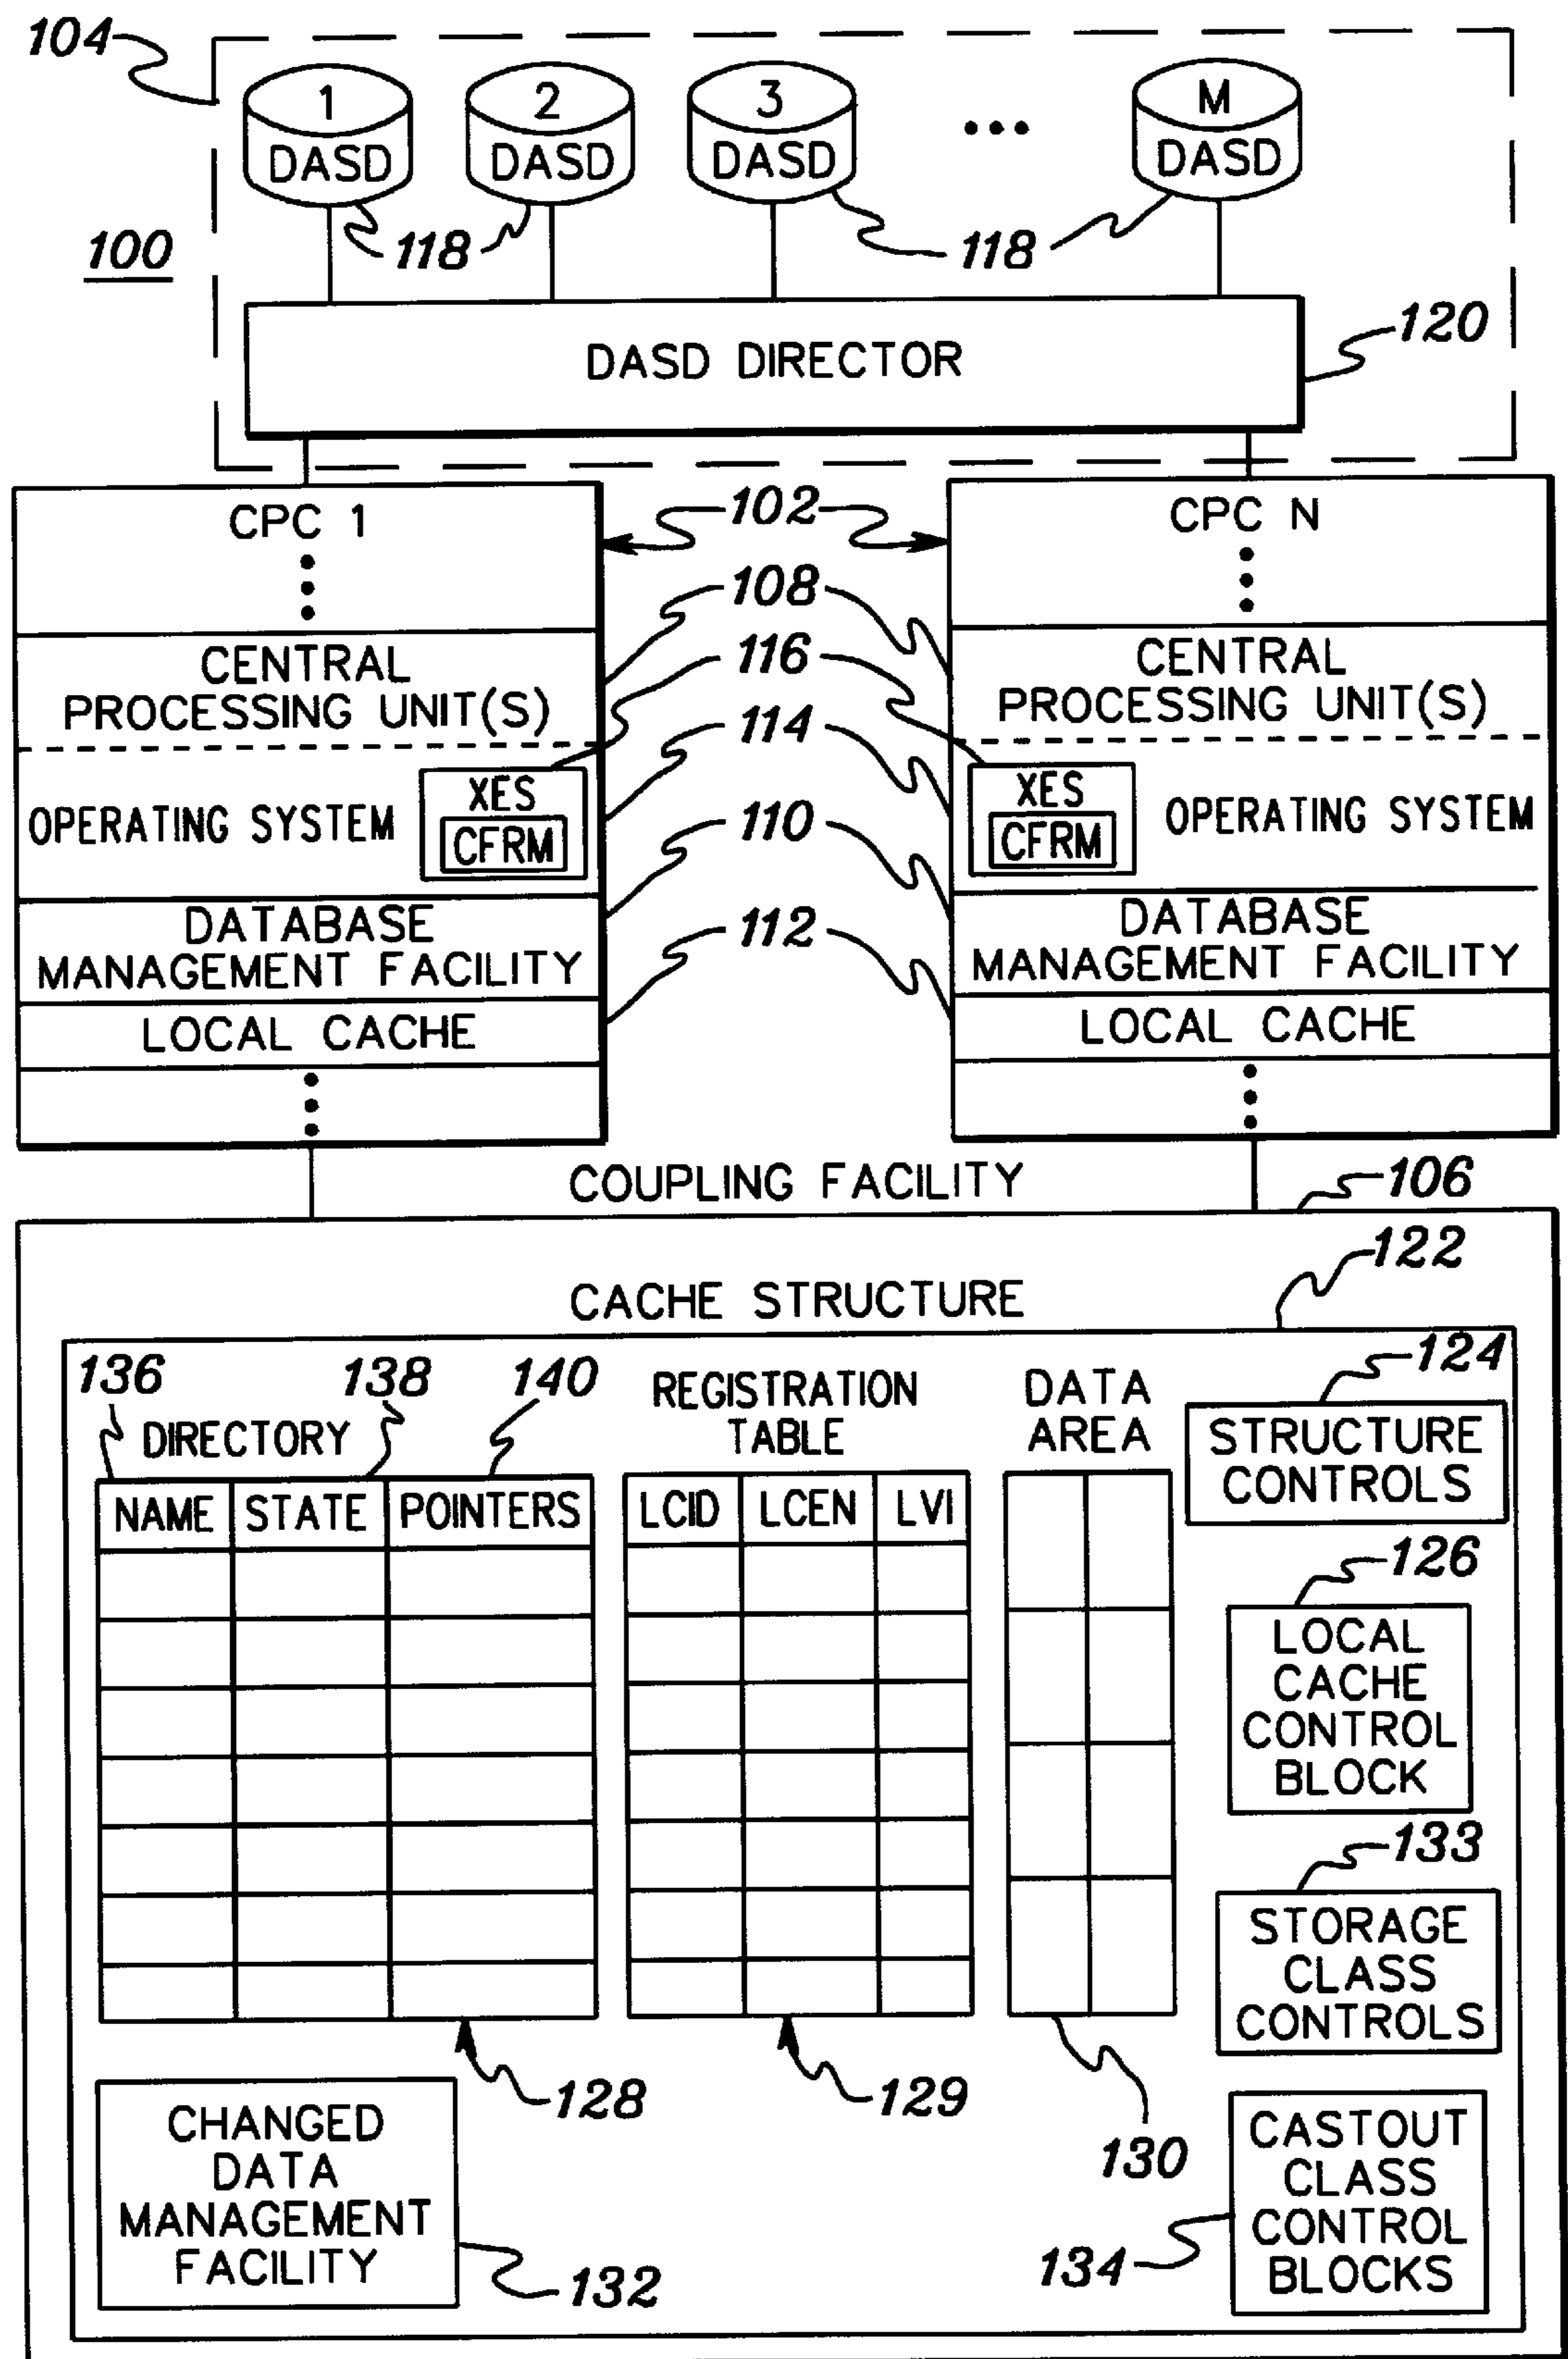 104
1
DASD
2
DASD
3
DASD
•••
M
DASD
100
118
118
DASD DIRECTOR
120
CPC 1
102
CPC N
108
CENTRAL
PROCESSING UNIT(S)
116
CENTRAL
PROCESSING UNIT(S)
114
OPERATING SYSTEM
XES
CFRM
XES
CFRM
OPERATING SYSTEM
110
DATABASE
MANAGEMENT FACILITY
DATABASE
MANAGEMENT FACILITY
112
LOCAL CACHE
LOCAL CACHE
COUPLING FACILITY
106
122
CACHE STRUCTURE
136
138
140
DIRECTORY
REGISTRATION
TABLE
DATA
AREA
124
STRUCTURE
CONTROLS
NAME STATE POINTERS
LCID LCEN LVI
126
LOCAL
CACHE
CONTROL
BLOCK
133
STORAGE
CLASS
CONTROLS
128
129
130
CHANGED
DATA
MANAGEMENT
FACILITY
132
CASTOUT
CLASS
CONTROL
BLOCKS
134